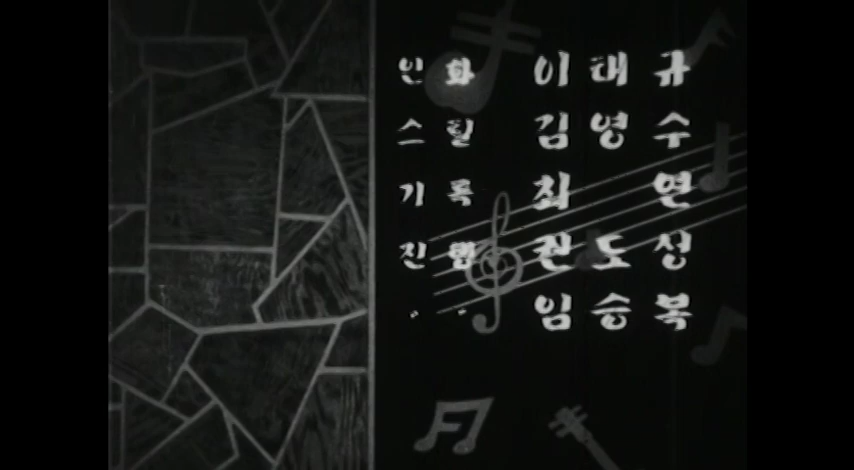 인화 이태규
스틸 김영수
기록 최연
진행 권도성
〃 〃 임승복